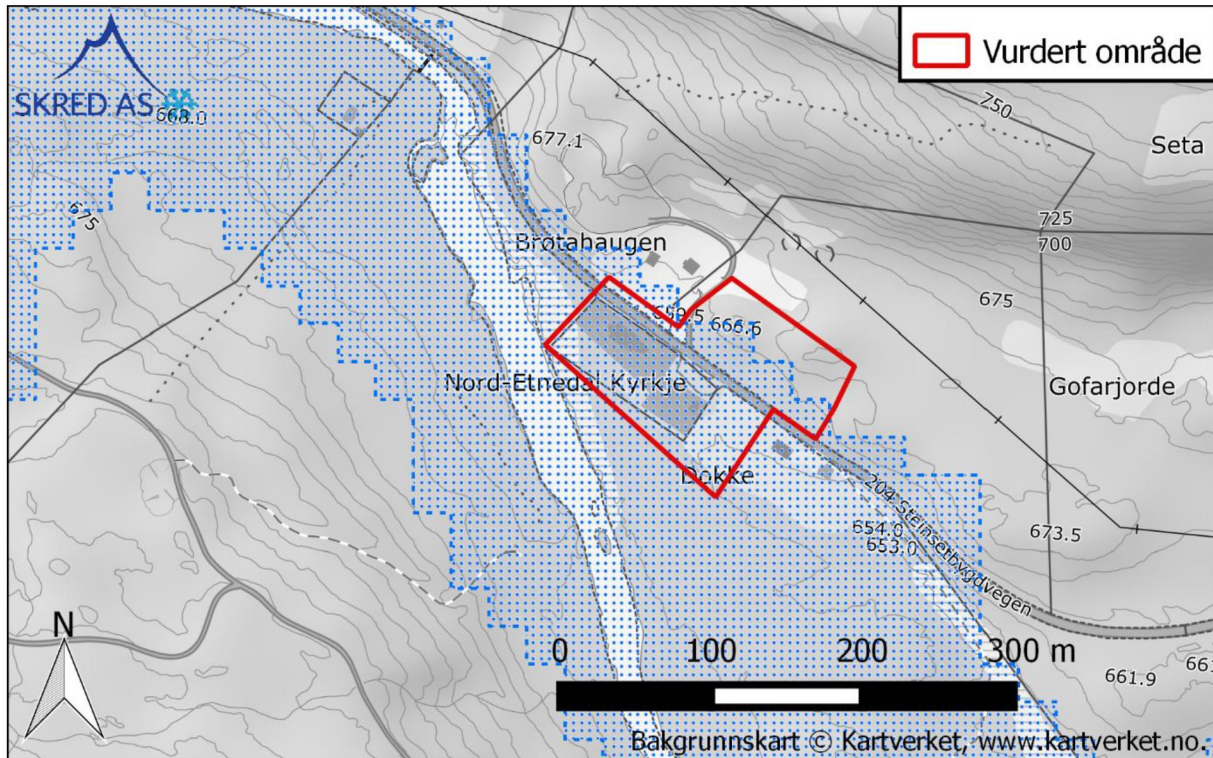 Vurdert område
SKRED AS
668.0
750
677.1
Seta
675
Brøtahaugen
725
700
675
659.5
666.6
Nord-Etnedal Kyrkje
Gofarjorde
Dokke
204 Steinsetbygdvegen
654.6
653.0
673.5
N
0 100 200 300 m
661.9
Bakgrunnskart © Kartverket, www.kartverket.no.